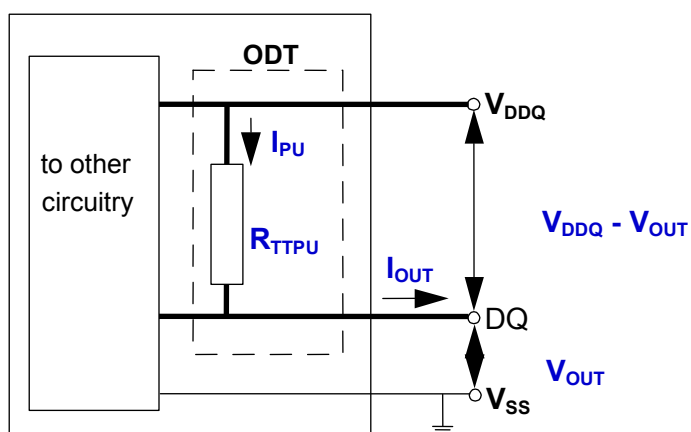 ODT
VDDQ
IPU
to other
circuitry
VDDQ - VOUT
RTTPU
IOUT
DQ
VOUT
VSS